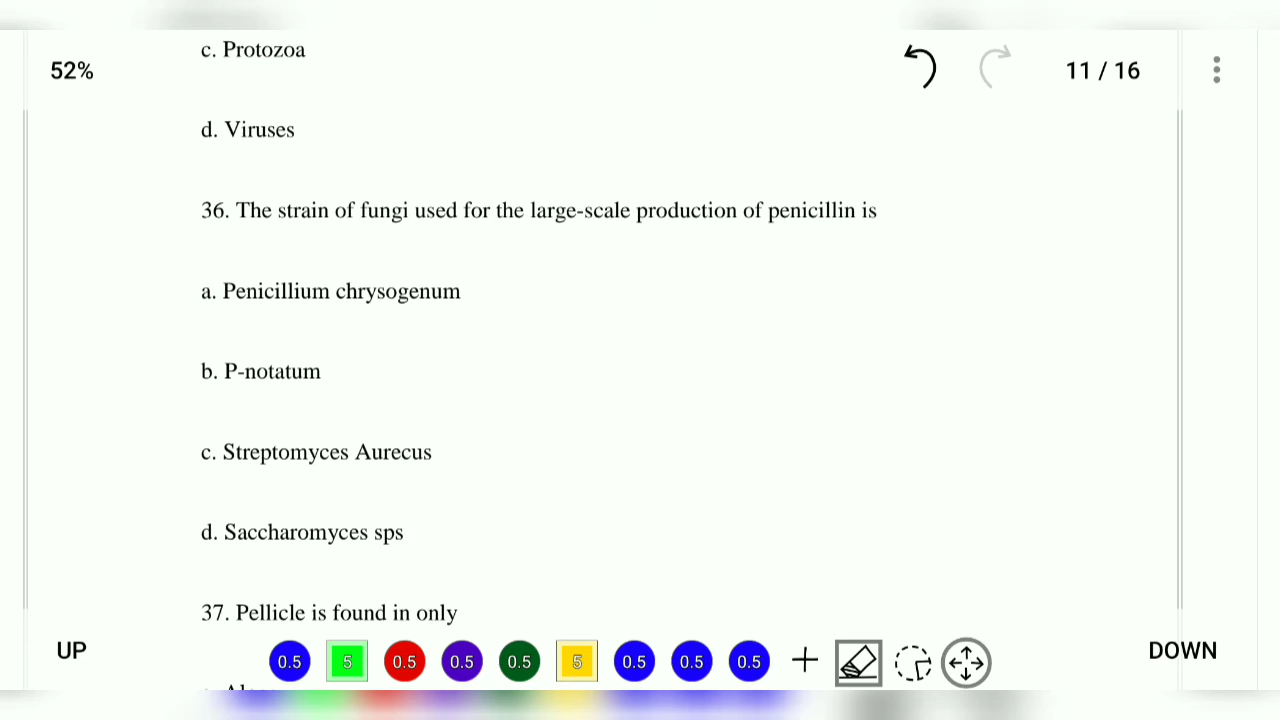 c. Protozoa
52%
11 / 16
d. Viruses
36. The strain of fungi used for the large-scale production of penicillin is
a. Penicillium chrysogenum
b. P-notatum
c. Streptomyces Aurecus
d. Saccharomyces sps
37. Pellicle is found in only
UP
0.5 5 0.5 0.5 0.5 5 0.5 0.5 0.5 +
DOWN